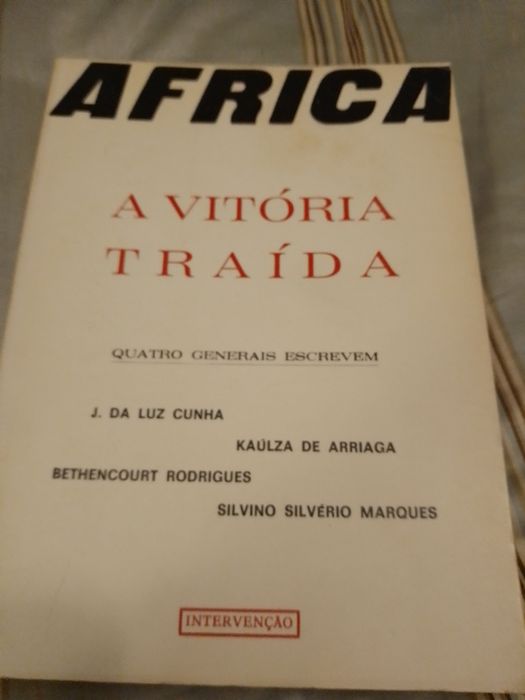 AFRICA
A VITÓRIA
TRAÍDA
QUATRO GENERAIS ESCREVEM
J. DA LUZ CUNHA
KAÚLZA DE ARRIAGA
BETHENCOURT RODRIGUES
SILVINO SILVÉRIO MARQUES
INTERVENÇÃO